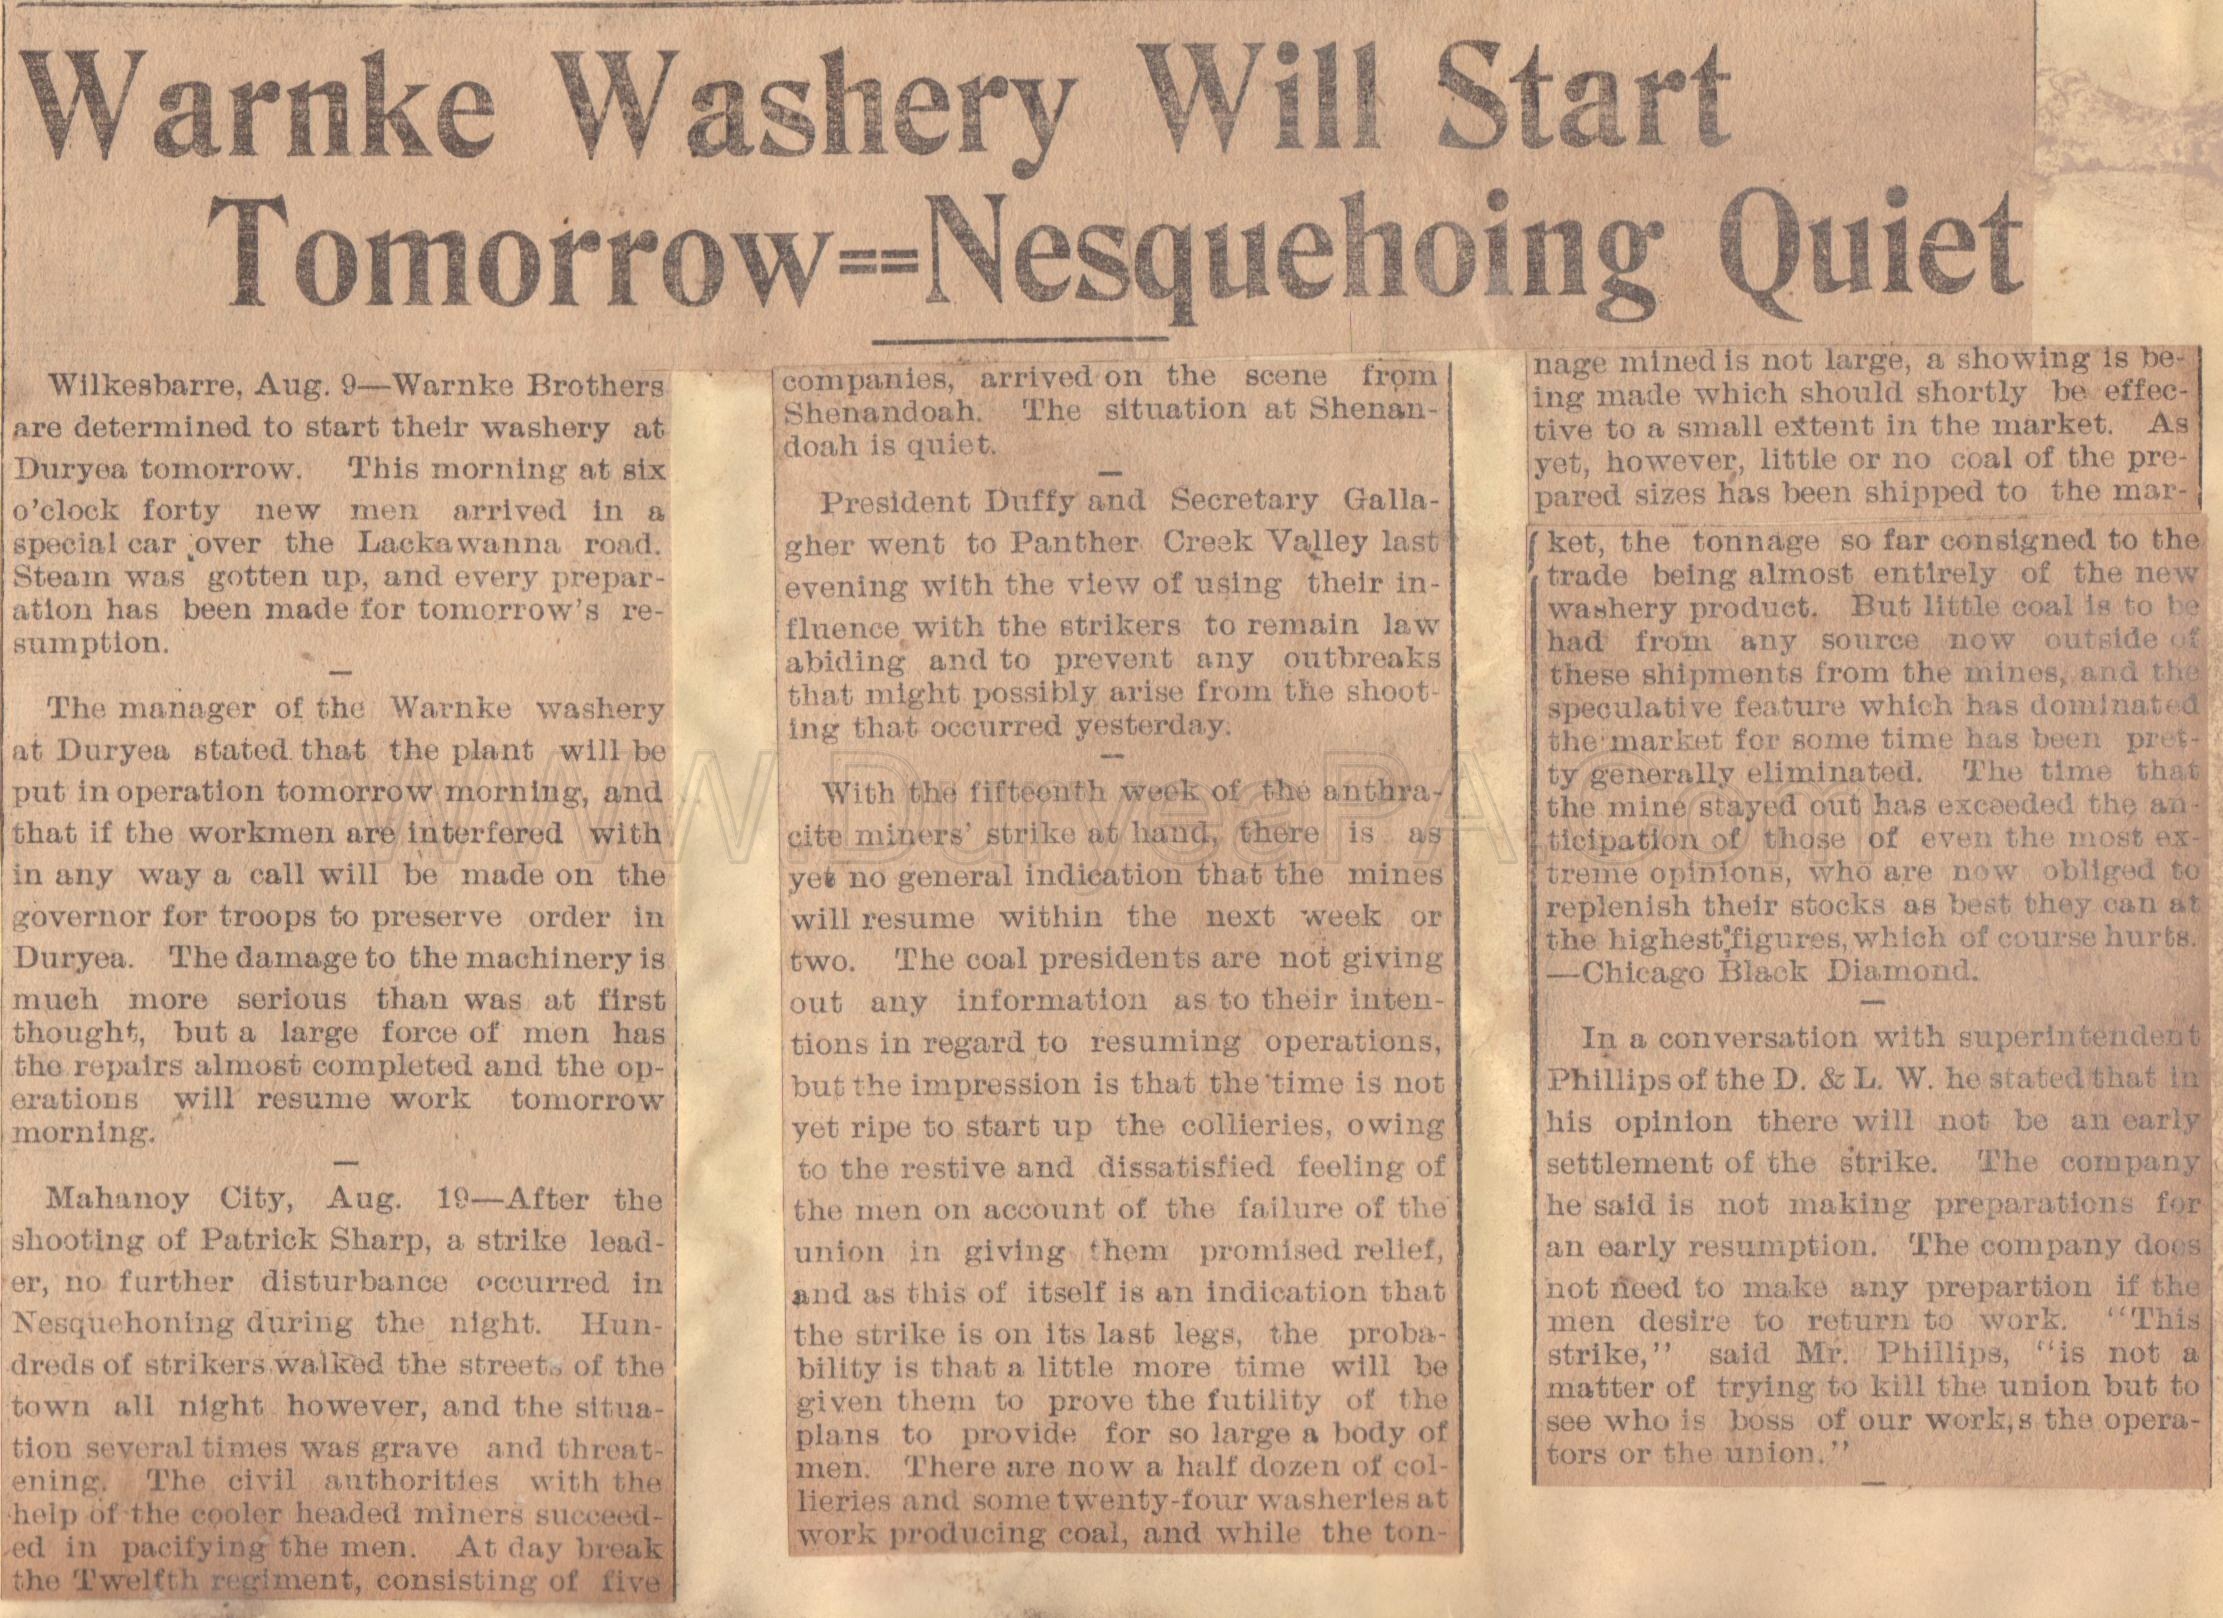 Warnke Washery Will Start
Tomorrow==Nesquehoing Quiet
Wilkesbarre, Aug. 9—Warnke Brothers
are determined to start their washery at
Duryea tomorrow. This morning at six
o'clock forty new men arrived in a
special car over the Lackawanna road.
Steam was gotten up, and every prepar-
ation has been made for tomorrow's re-
sumption.
—
The manager of the Warnke washery
at Duryea stated that the plant will be
put in operation tomorrow morning, and
that if the workmen are interfered with
in any way a call will be made on the
governor for troops to preserve order in
Duryea. The damage to the machinery is
much more serious than was at first
thought, but a large force of men has
the repairs almost completed and the op-
erations will resume work tomorrow
morning.
—
Mahanoy City, Aug. 19—After the
shooting of Patrick Sharp, a strike lead-
er, no further disturbance occurred in
Nesquehoning during the night. Hun-
dreds of strikers walked the streets of the
town all night however, and the situa-
tion several times was grave and threat-
ening. The civil authorities with the
help of the cooler headed miners succeed-
ed in pacifying the men. At day break
the Twelfth regiment, consisting of five
companies, arrived on the scene from
Shenandoah. The situation at Shenan-
doah is quiet.
—
President Duffy and Secretary Galla-
gher went to Panther Creek Valley last
evening with the view of using their in-
fluence with the strikers to remain law
abiding and to prevent any outbreaks
that might possibly arise from the shoot-
ing that occurred yesterday.
—
With the fifteenth week of the anthra-
cite miners' strike at hand, there is as
yet no general indication that the mines
will resume within the next week or
two. The coal presidents are not giving
out any information as to their inten-
tions in regard to resuming operations,
but the impression is that the time is not
yet ripe to start up the collieries, owing
to the restive and dissatisfied feeling of
the men on account of the failure of the
union in giving them promised relief,
and as this of itself is an indication that
the strike is on its last legs, the proba-
bility is that a little more time will be
given them to prove the futility of the
plans to provide for so large a body of
men. There are now a half dozen of col-
lieries and some twenty-four washeries at
work producing coal, and while the ton-
nage mined is not large, a showing is be-
ing made which should shortly be effec-
tive to a small extent in the market. As
yet, however, little or no coal of the pre-
pared sizes has been shipped to the mar-
ket, the tonnage so far consigned to the
trade being almost entirely of the new
washery product. But little coal is to be
had from any source now outside of
these shipments from the mines, and the
speculative feature which has dominated
the market for some time has been pret-
ty generally eliminated. The time that
the mine stayed out has exceeded the an-
ticipation of those of even the most ex-
treme opinions, who are now obliged to
replenish their stocks as best they can at
the highest figures, which of course hurts.
—Chicago Black Diamond.
—
In a conversation with superintendent
Phillips of the D. & L. W. he stated that in
his opinion there will not be an early
settlement of the strike. The company
he said is not making preparations for
an early resumption. The company does
not need to make any prepartion if the
men desire to return to work. "This
strike," said Mr. Phillips, "is not a
matter of trying to kill the union but to
see who is boss of our work,s the opera-
tors or the union."
—
WWW.DuryeaPA.Com